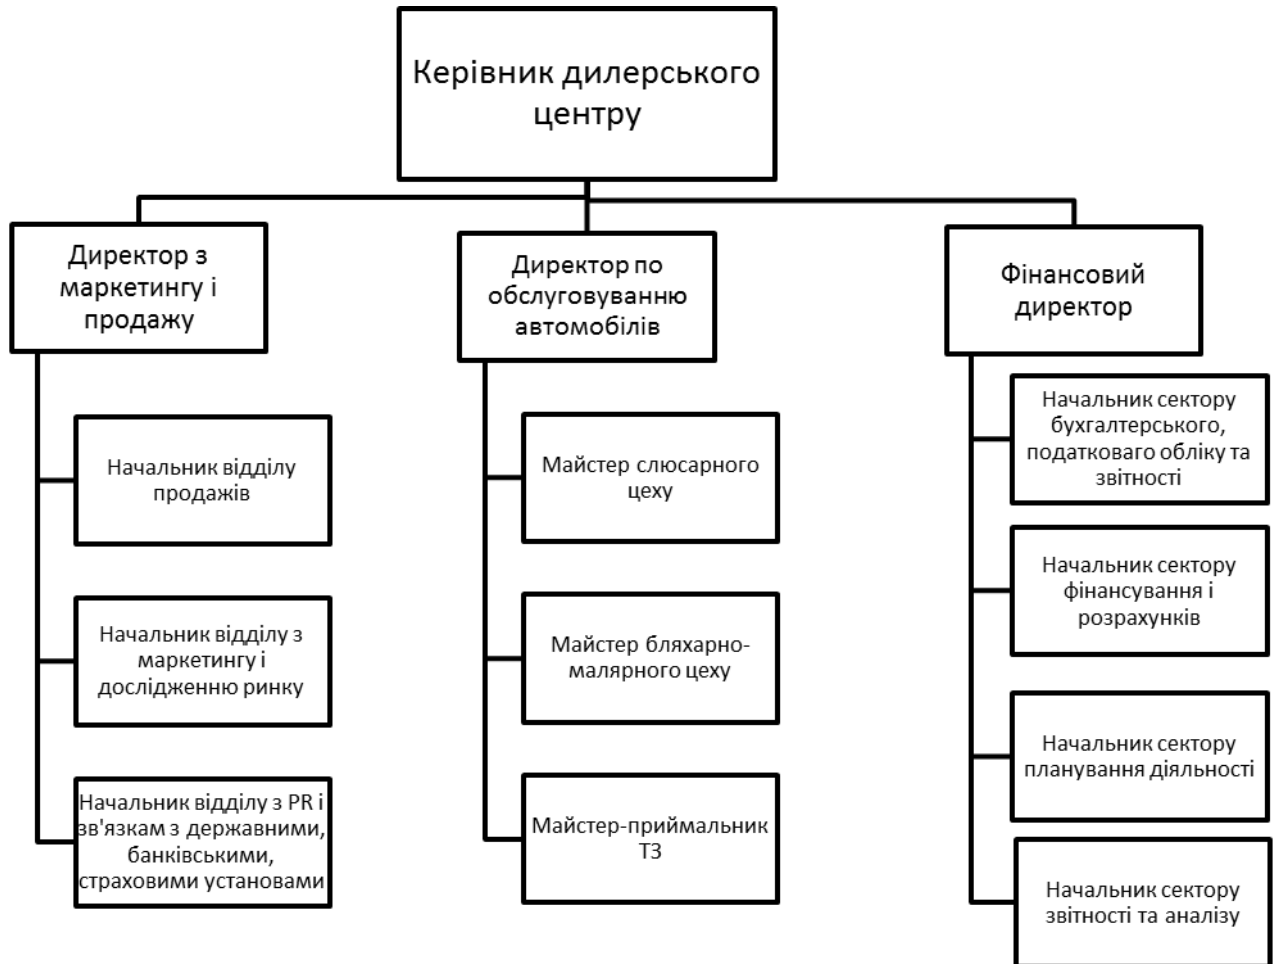 Керівник дилерського
центру
Директор з
маркетингу і
продажу
Начальник відділу
продажів
Начальник відділу з
маркетингу і
дослідженню ринку
Начальник відділу з PR і
зв'язкам з державними,
банківськими,
страховими установами
Директор по
обслуговуванню
автомобілів
Майстер слюсарного
цеху
Майстер бляхарно-
малярного цеху
Майстер-приймальник
ТЗ
Фінансовий
директор
Начальник сектору
бухгалтерського,
податковаго обліку та
звітності
Начальник сектору
фінансування і
розрахунків
Начальник сектору
планування діяльності
Начальник сектору
звітності та аналізу